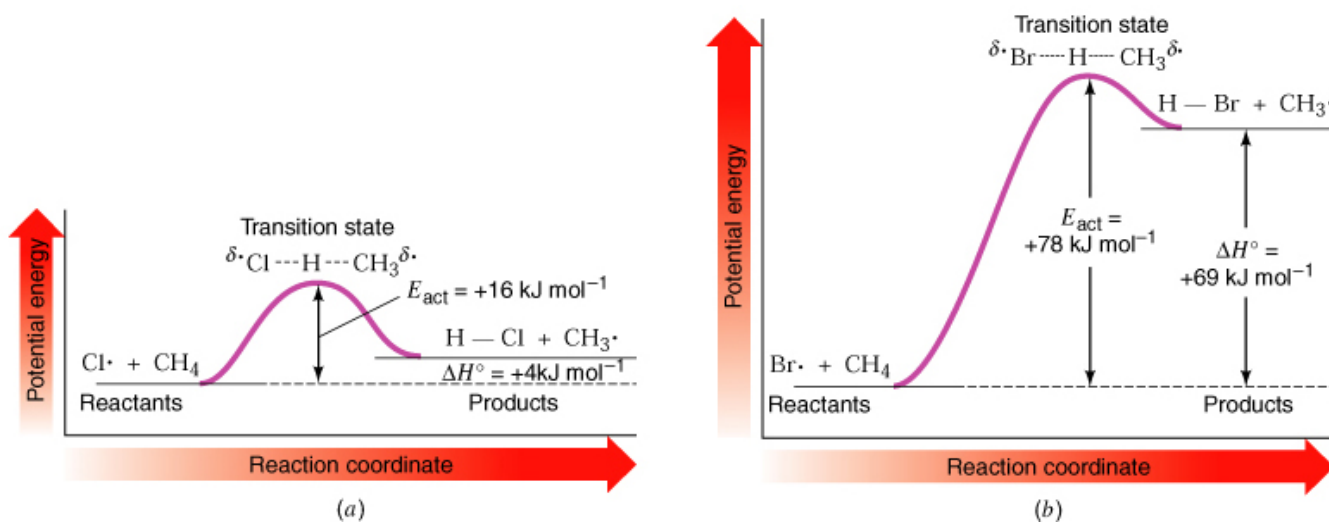 Potential energy
Transition state
δ·Cl ---H---CH₃δ·
Eact = +16 kJ mol⁻¹
Cl· + CH₄
H — Cl + CH₃·
ΔH° = +4kJ mol⁻¹
Reactants
Products
Reaction coordinate
(a)
Potential energy
Transition state
δ·Br ----H---- CH₃δ·
H — Br + CH₃·
Eact =
+78 kJ mol⁻¹
ΔH° =
+69 kJ mol⁻¹
Br· + CH₄
Reactants
Products
Reaction coordinate
(b)